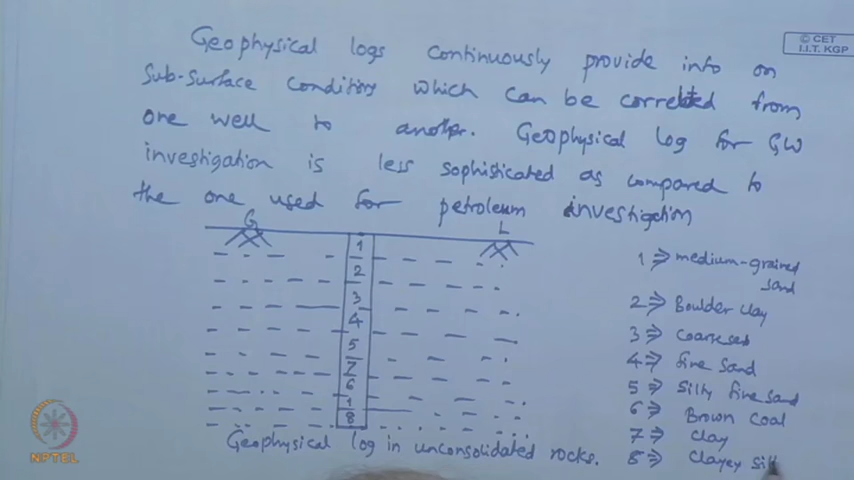 © CET
I.I.T. KGP
Geophysical logs continuously provide info on
Sub-surface condition which can be correlated from
one well to another. Geophysical log for GW
investigation is less sophisticated as compared to
the one used for petroleum investigation
G
L
1
2
3
4
5
7
6
1
8
1 ⇒ medium-grained
sand
2 ⇒ Boulder clay
3 ⇒
4 ⇒ fine sand
5 ⇒ Silty fine sand
6 ⇒ Brown coal
7 ⇒ clay
8 ⇒ Clayey silt
Geophysical log in unconsolidated rocks.
NPTEL